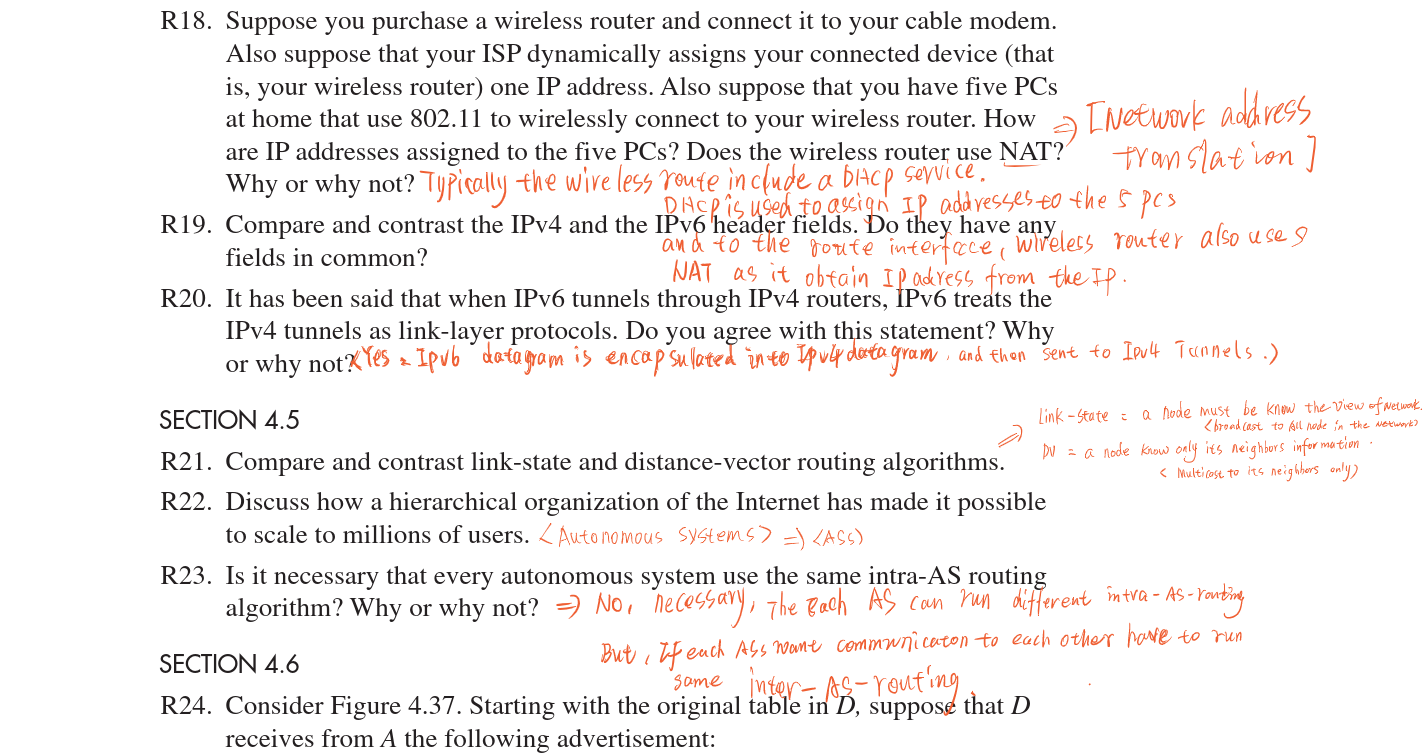 R18. Suppose you purchase a wireless router and connect it to your cable modem.
Also suppose that your ISP dynamically assigns your connected device (that
is, your wireless router) one IP address. Also suppose that you have five PCs
at home that use 802.11 to wirelessly connect to your wireless router. How
are IP addresses assigned to the five PCs? Does the wireless router use NAT?
⇒ [Network address
translation]
Why or why not? Typically the wireless route include a DHCP service.
DHCP is used to assign IP addresses to the 5 pcs
and to the route interface, wireless router also uses
NAT as it obtain IP adress from the IP.
R19. Compare and contrast the IPv4 and the IPv6 header fields. Do they have any
fields in common?
R20. It has been said that when IPv6 tunnels through IPv4 routers, IPv6 treats the
IPv4 tunnels as link-layer protocols. Do you agree with this statement? Why
or why not? <Yes = Ipv6 datagram is encapsulated into Ipv4 datagram, and then sent to Ipv4 Tunnels.)
SECTION 4.5
R21. Compare and contrast link-state and distance-vector routing algorithms.
⇒ Link-state = a node must be know the view of Network.
<broadcast to All node in the Network>
DV = a node know only its neighbors information.
< Multicast to its neighbors only)
R22. Discuss how a hierarchical organization of the Internet has made it possible
to scale to millions of users. <Autonomous systems> ⇒ <ASs)
R23. Is it necessary that every autonomous system use the same intra-AS routing
algorithm? Why or why not? ⇒ No, necessary, The Each AS can run different intra-AS-routing
But, If each ASs want communicaton to each other have to run
same inter-AS-routing.
SECTION 4.6
R24. Consider Figure 4.37. Starting with the original table in D, suppose that D
receives from A the following advertisement: